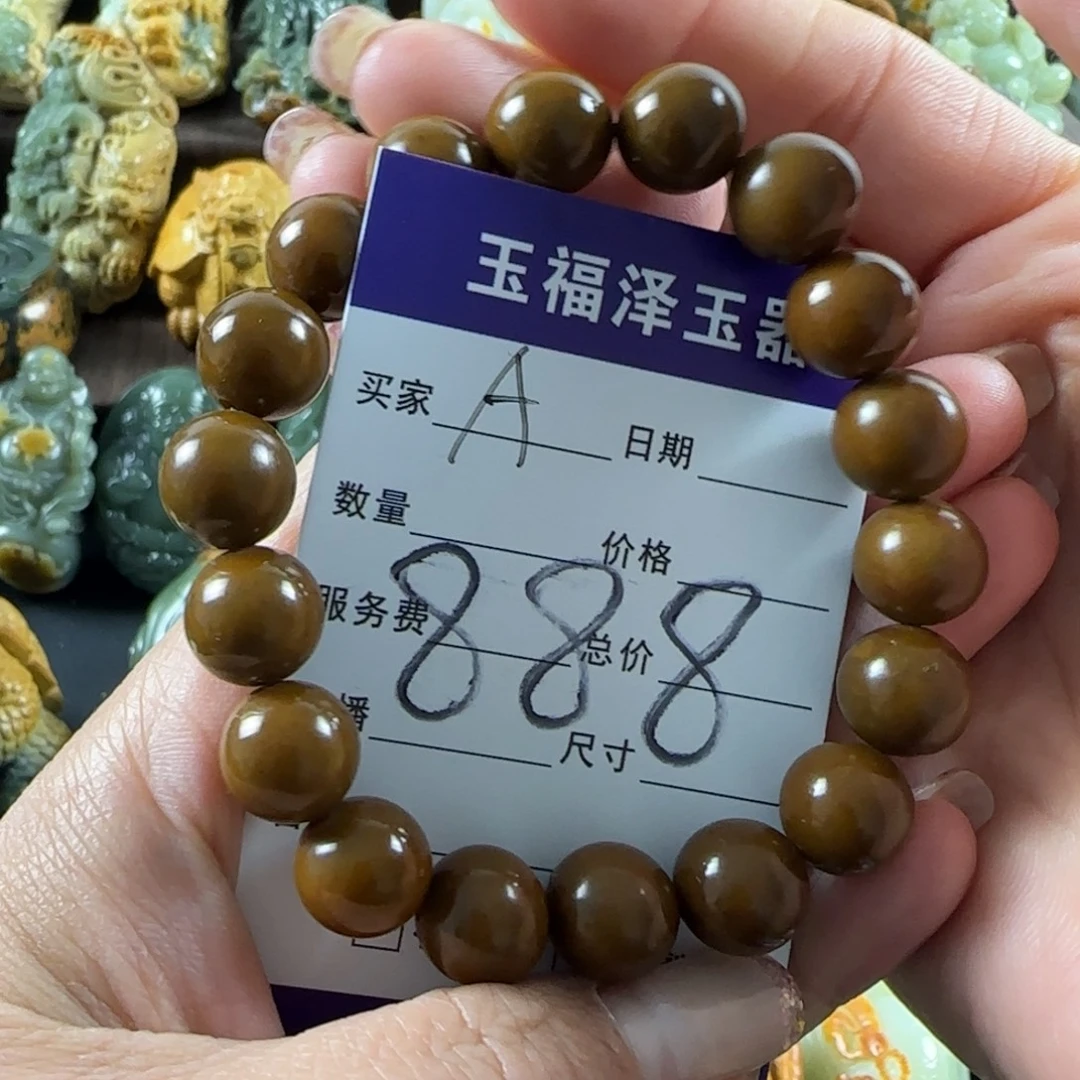 玉福泽玉器
买家 A 日期
数量 价格
888
服务费 总价
播 尺寸